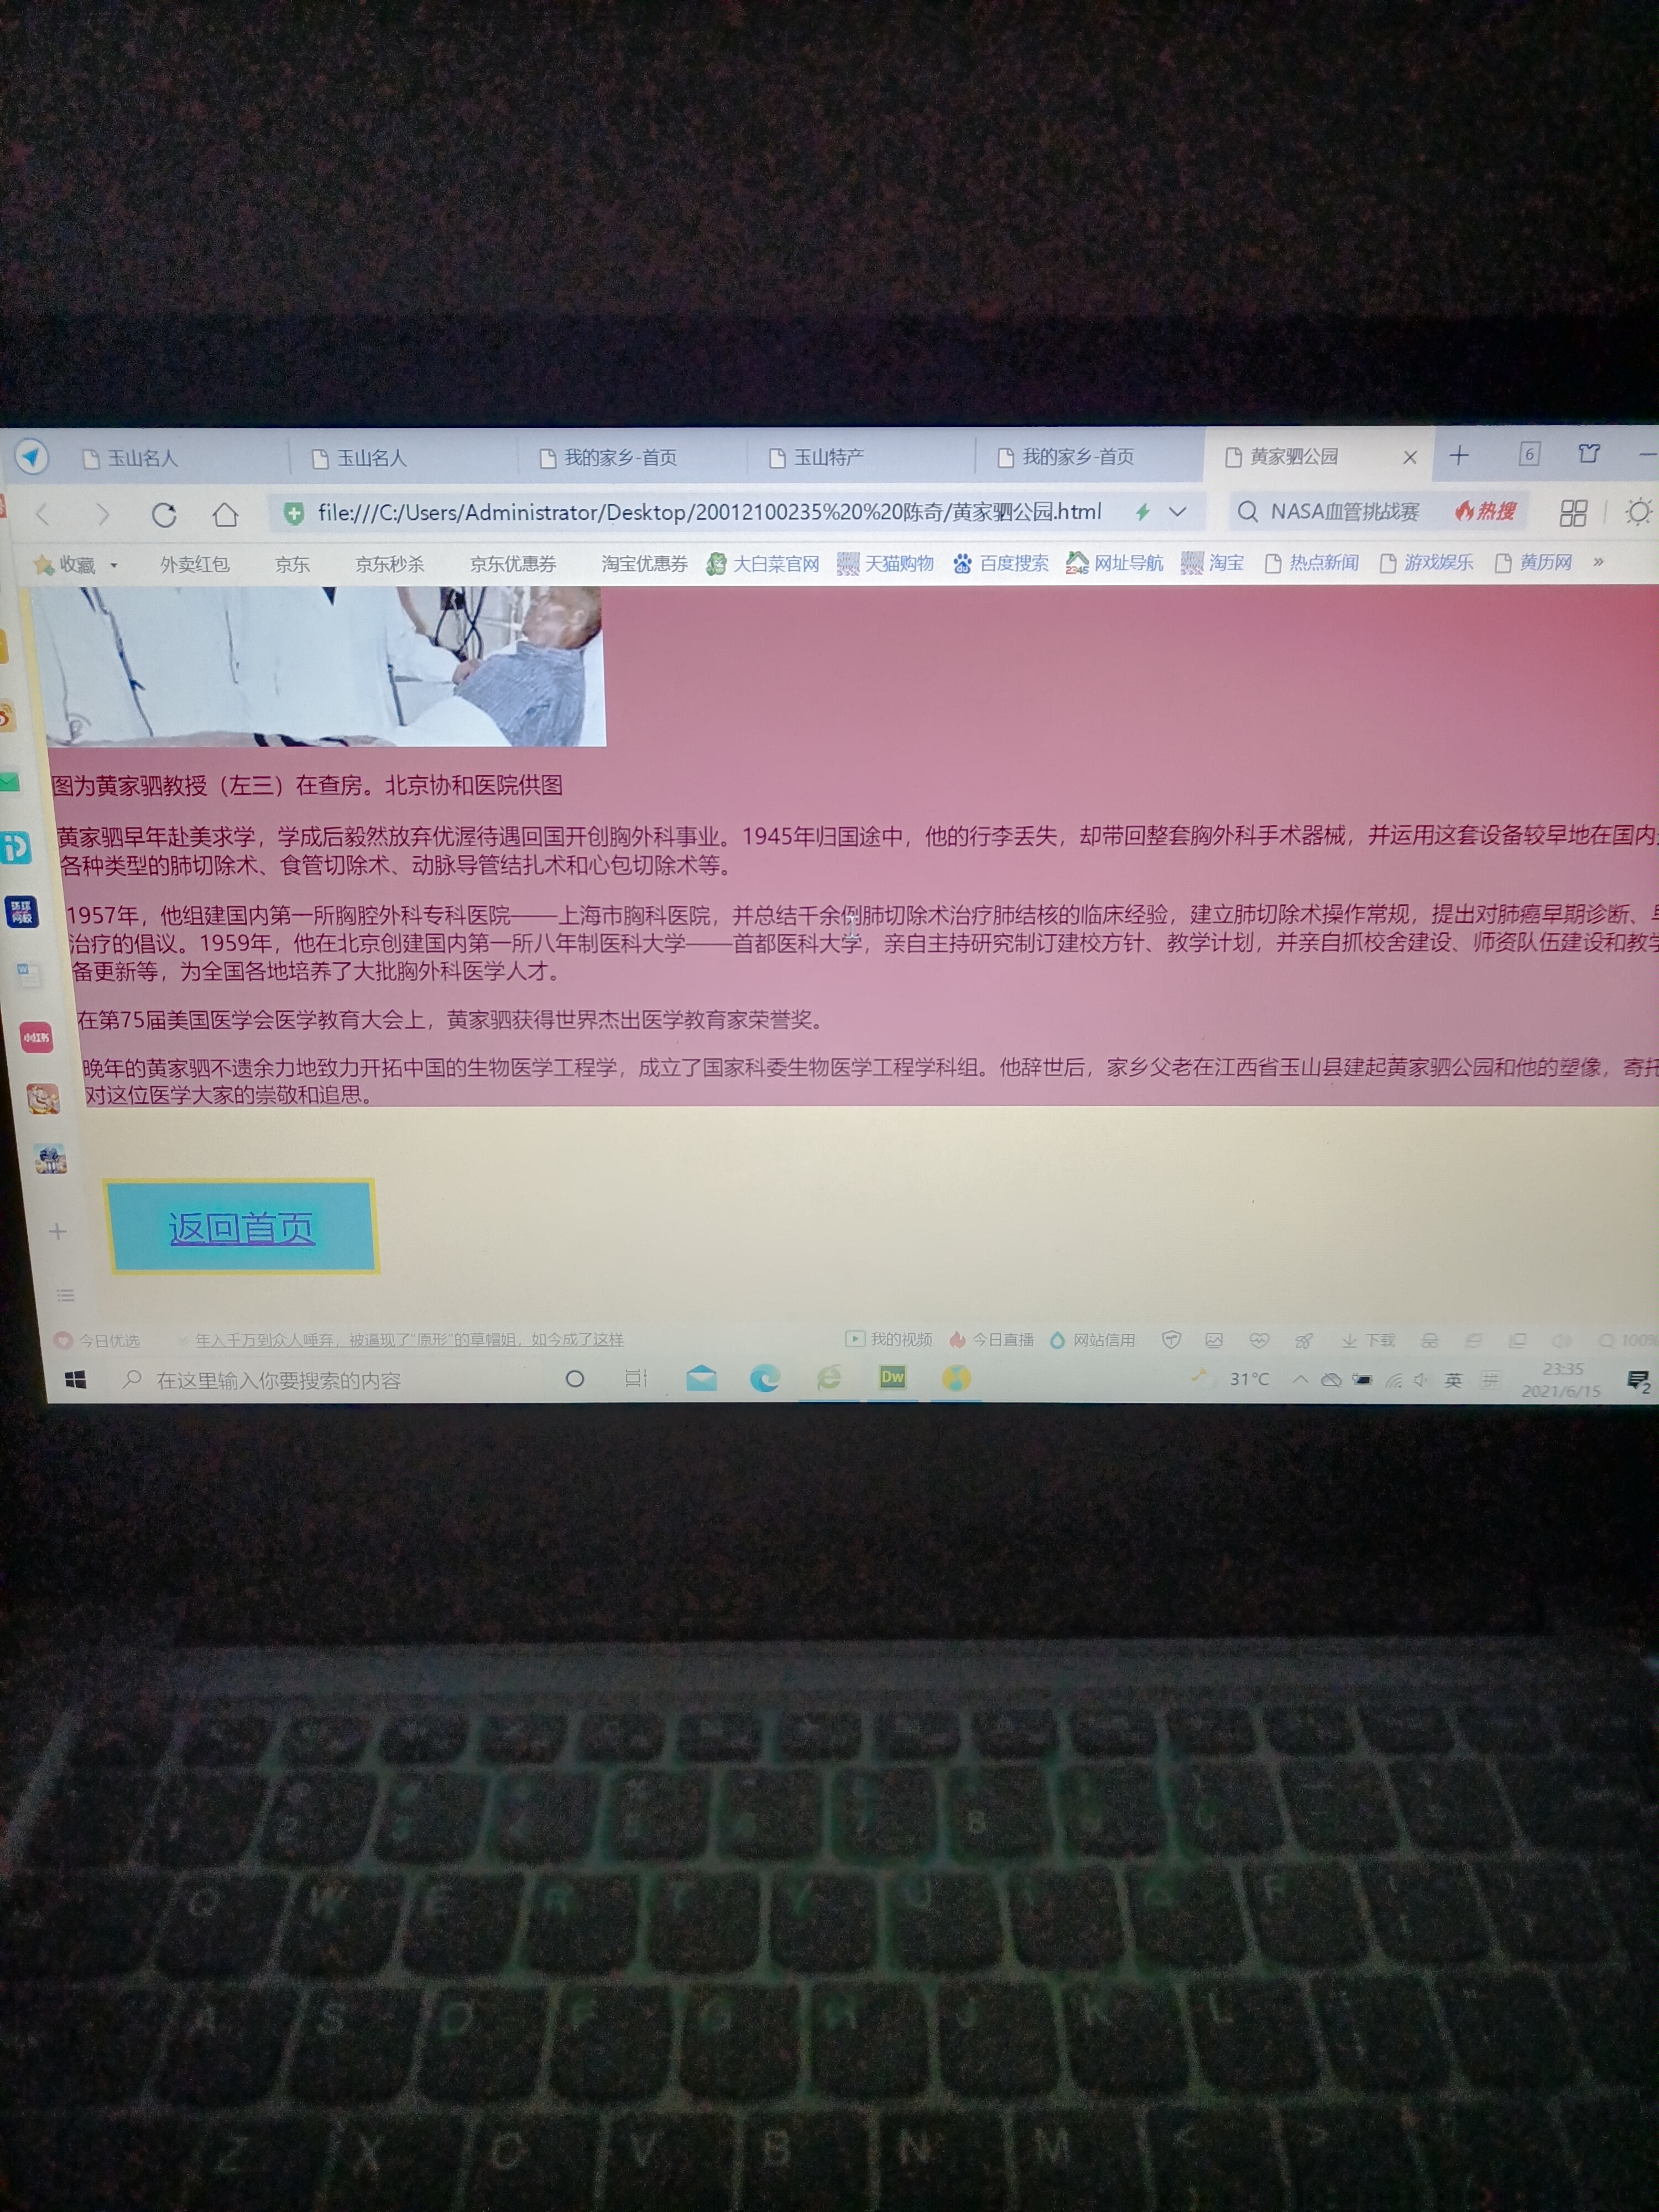 玉山名人 玉山名人 我的家乡-首页 玉山特产 我的家乡-首页 黄家驷公园 6
file:///C:/Users/Administrator/Desktop/20012100235%20%20陈奇/黄家驷公园.html NASA血管挑战赛 热搜
收藏 外卖红包 京东 京东秒杀 京东优惠券 淘宝优惠券 大白菜官网 天猫购物 百度搜索 2345 网址导航 淘宝 热点新闻 游戏娱乐 黄历网 »
图为黄家驷教授（左三）在查房。北京协和医院供图
黄家驷早年赴美求学，学成后毅然放弃优渥待遇回国开创胸外科事业。1945年归国途中，他的行李丢失，却带回整套胸外科手术器械，并运用这套设备较早地在国内
各种类型的肺切除术、食管切除术、动脉导管结扎术和心包切除术等。
1957年，他组建国内第一所胸腔外科专科医院——上海市胸科医院，并总结千余例肺切除术治疗肺结核的临床经验，建立肺切除术操作常规，提出对肺癌早期诊断、
治疗的倡议。1959年，他在北京创建国内第一所八年制医科大学——首都医科大学，亲自主持研究制订建校方针、教学计划，并亲自抓校舍建设、师资队伍建设和教学
备更新等，为全国各地培养了大批胸外科医学人才。
在第75届美国医学会医学教育大会上，黄家驷获得世界杰出医学教育家荣誉奖。
晚年的黄家驷不遗余力地致力开拓中国的生物医学工程学，成立了国家科委生物医学工程学科组。他辞世后，家乡父老在江西省玉山县建起黄家驷公园和他的塑像，寄托
对这位医学大家的崇敬和追思。
环球网校
小红书
返回首页
今日优选 年入千万到众人唾弃，被逼现了“原形”的草帽姐，如今成了这样 我的视频 今日直播 网站信用 下载 100%
在这里输入你要搜索的内容 Dw 31°C 英 拼 23:35
2021/6/15 2
2 8
Q W E R T Y U I O P
A S D F G H J K L
Z X C V B N M < >